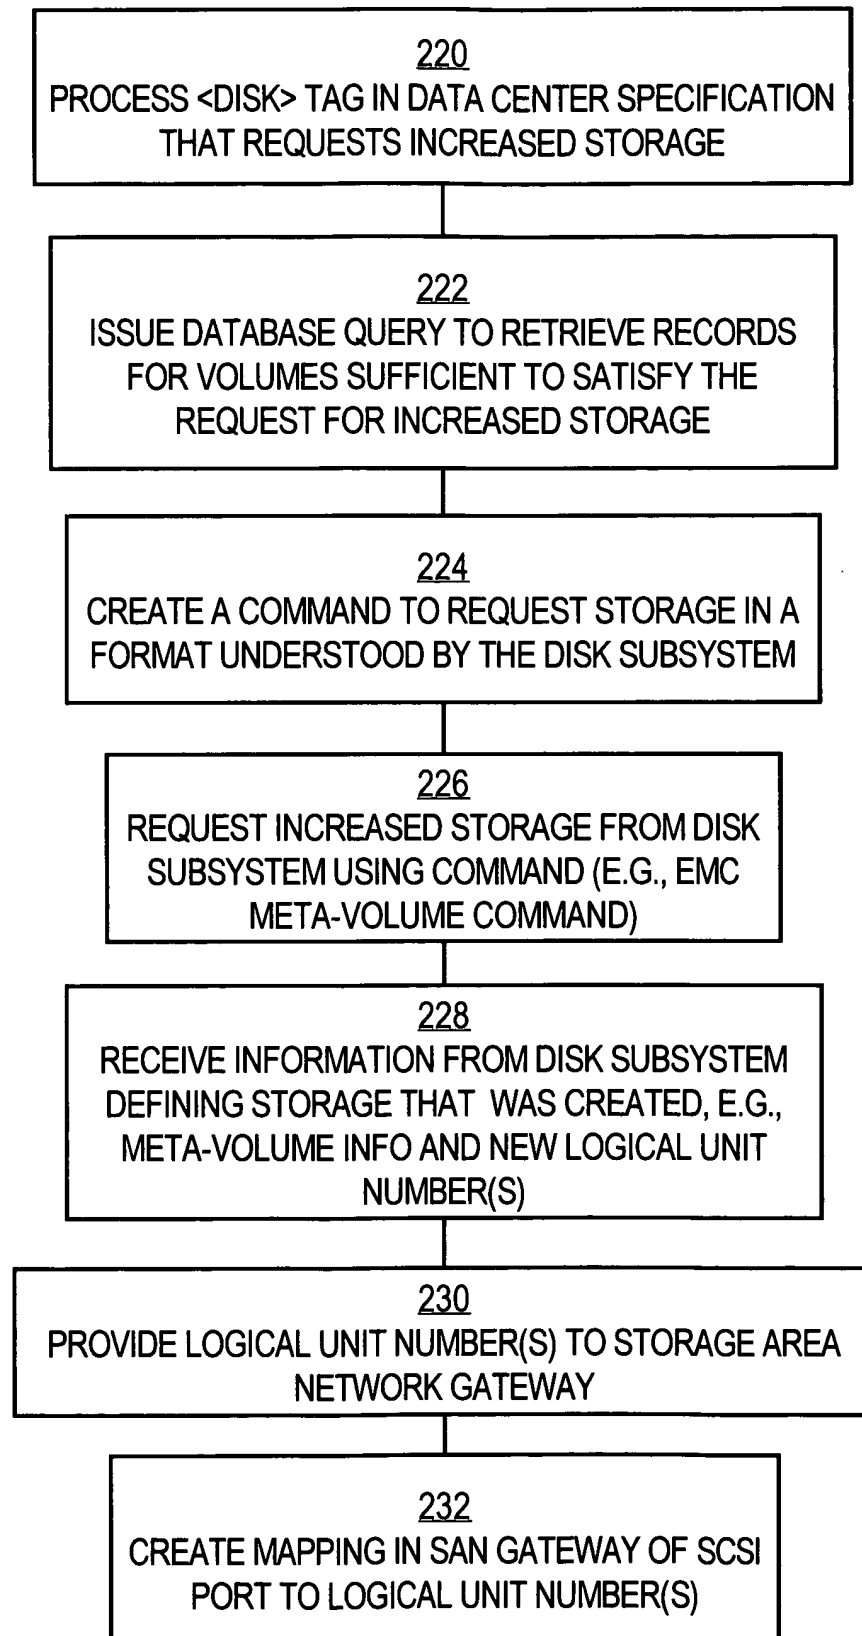 220
PROCESS <DISK> TAG IN DATA CENTER SPECIFICATION
THAT REQUESTS INCREASED STORAGE
222
ISSUE DATABASE QUERY TO RETRIEVE RECORDS
FOR VOLUMES SUFFICIENT TO SATISFY THE
REQUEST FOR INCREASED STORAGE
224
CREATE A COMMAND TO REQUEST STORAGE IN A
FORMAT UNDERSTOOD BY THE DISK SUBSYSTEM
226
REQUEST INCREASED STORAGE FROM DISK
SUBSYSTEM USING COMMAND (E.G., EMC
META-VOLUME COMMAND)
228
RECEIVE INFORMATION FROM DISK SUBSYSTEM
DEFINING STORAGE THAT WAS CREATED, E.G.,
META-VOLUME INFO AND NEW LOGICAL UNIT
NUMBER(S)
230
PROVIDE LOGICAL UNIT NUMBER(S) TO STORAGE AREA
NETWORK GATEWAY
232
CREATE MAPPING IN SAN GATEWAY OF SCSI
PORT TO LOGICAL UNIT NUMBER(S)